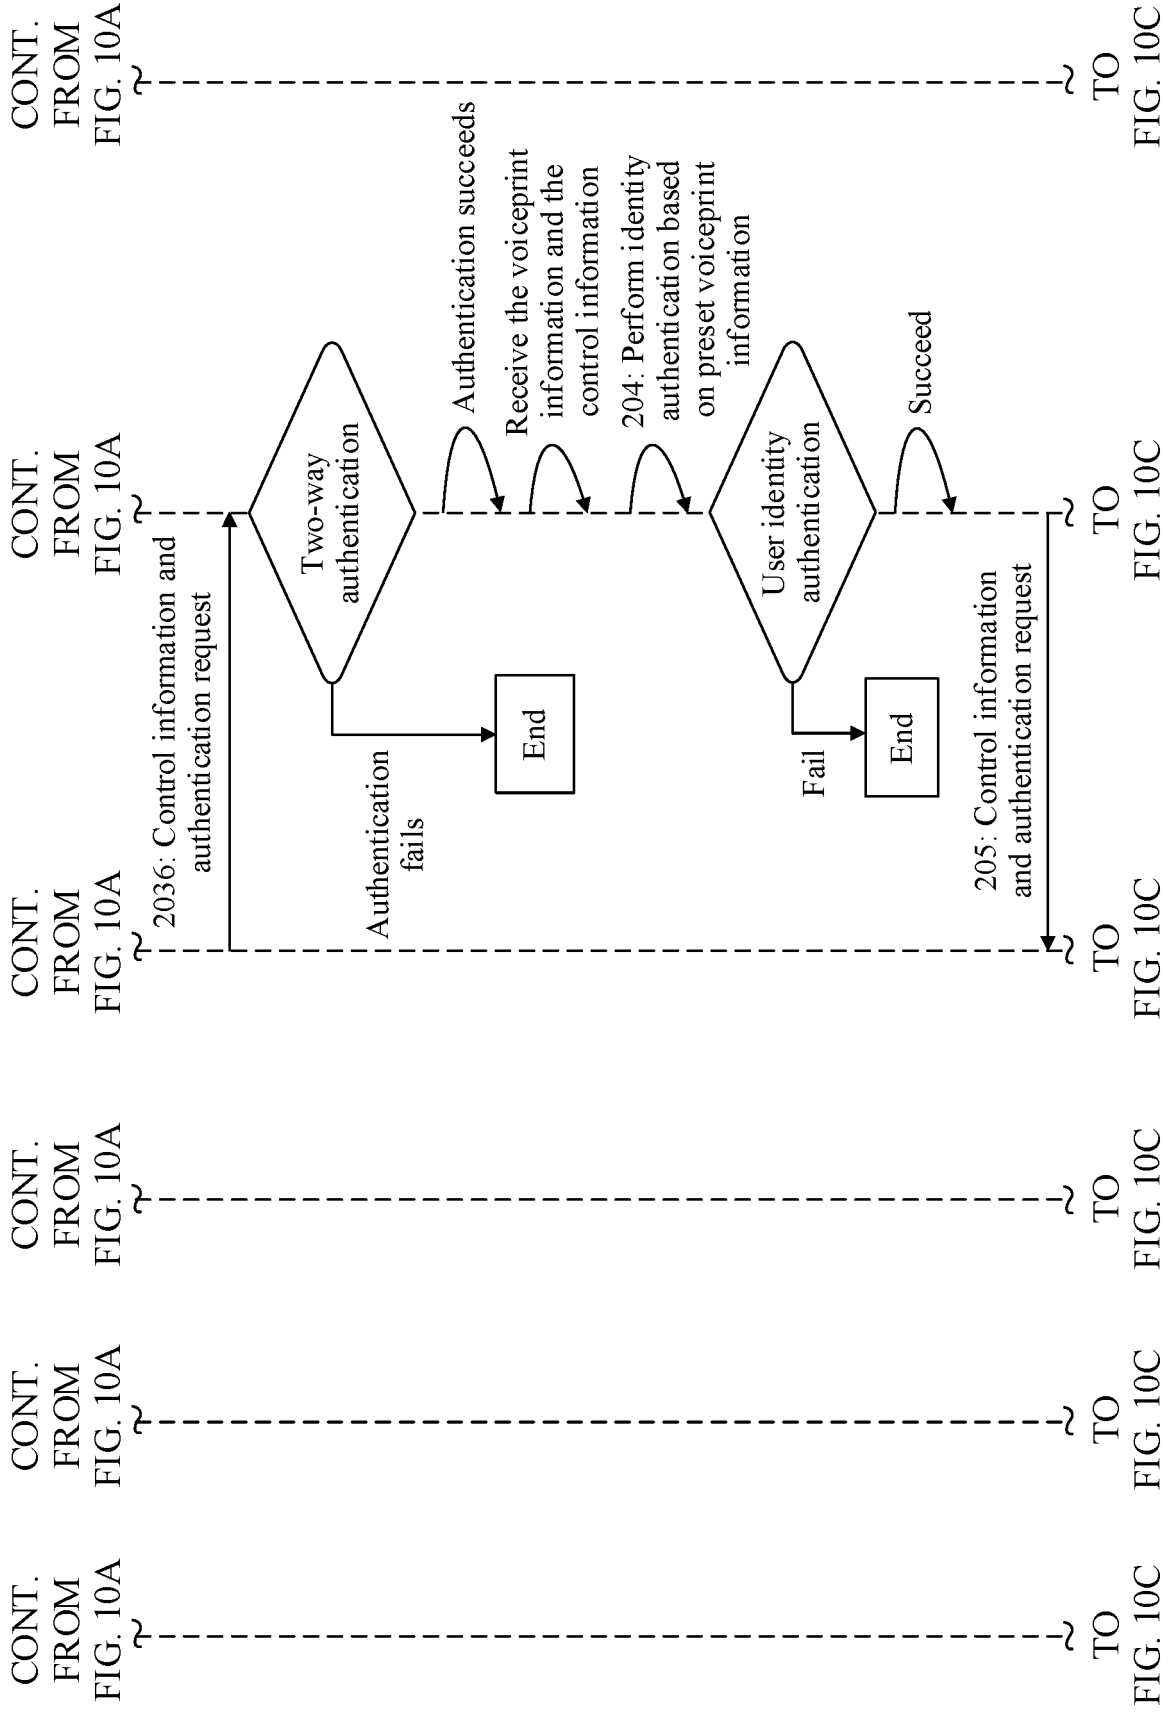 CONT.
FROM
FIG. 10A
CONT.
FROM
FIG. 10A
CONT.
FROM
FIG. 10A
CONT.
FROM
FIG. 10A
CONT.
FROM
FIG. 10A
CONT.
FROM
FIG. 10A
2036: Control information and
authentication request
Two-way
authentication
Authentication
fails
End
Authentication succeeds
Receive the voiceprint
information and the
control information
204: Perform identity
authentication based
on preset voiceprint
information
User identity
authentication
Fail
End
Succeed
205: Control information
and authentication request
TO
FIG. 10C
TO
FIG. 10C
TO
FIG. 10C
TO
FIG. 10C
TO
FIG. 10C
TO
FIG. 10C